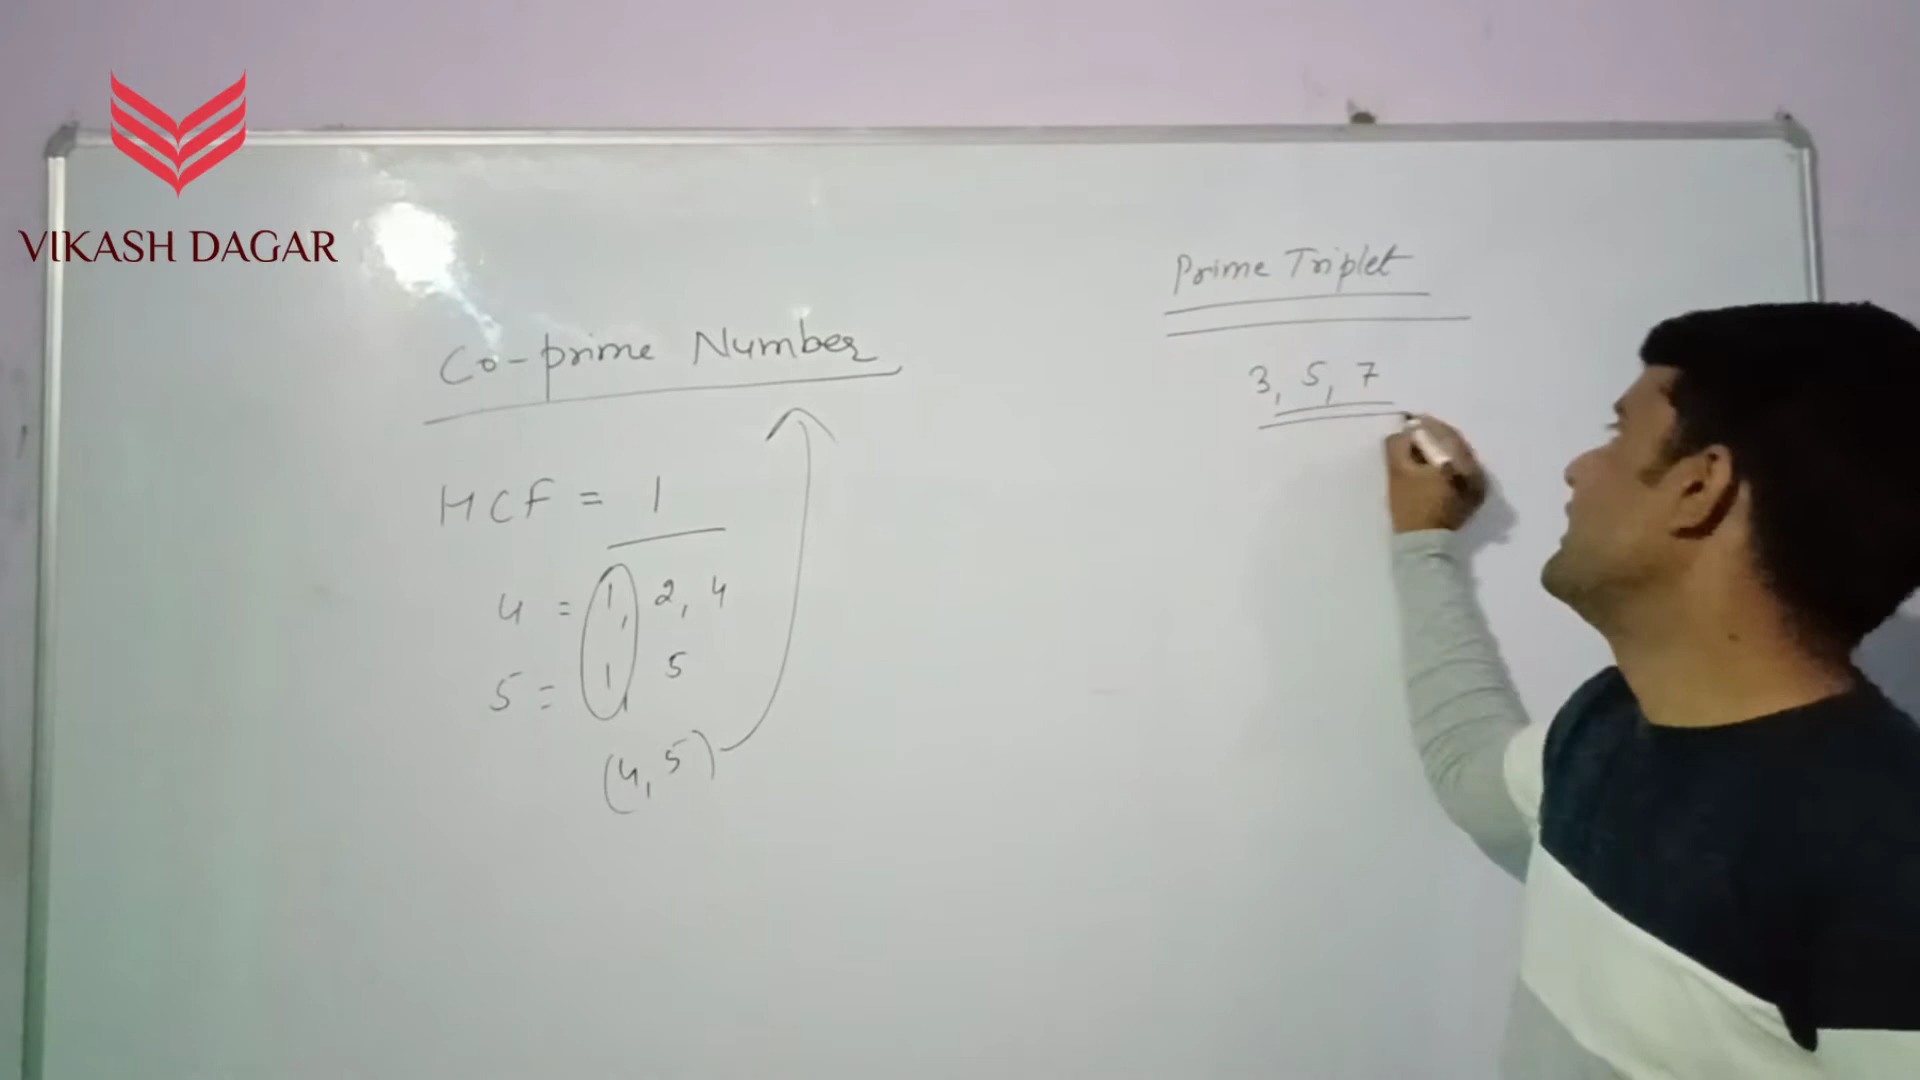 VIKASH DAGAR
Co-prime Number
HCF = 1
4 = 1, 2, 4
5 = 1, 5
(4, 5)
Prime Triplet
3, 5, 7